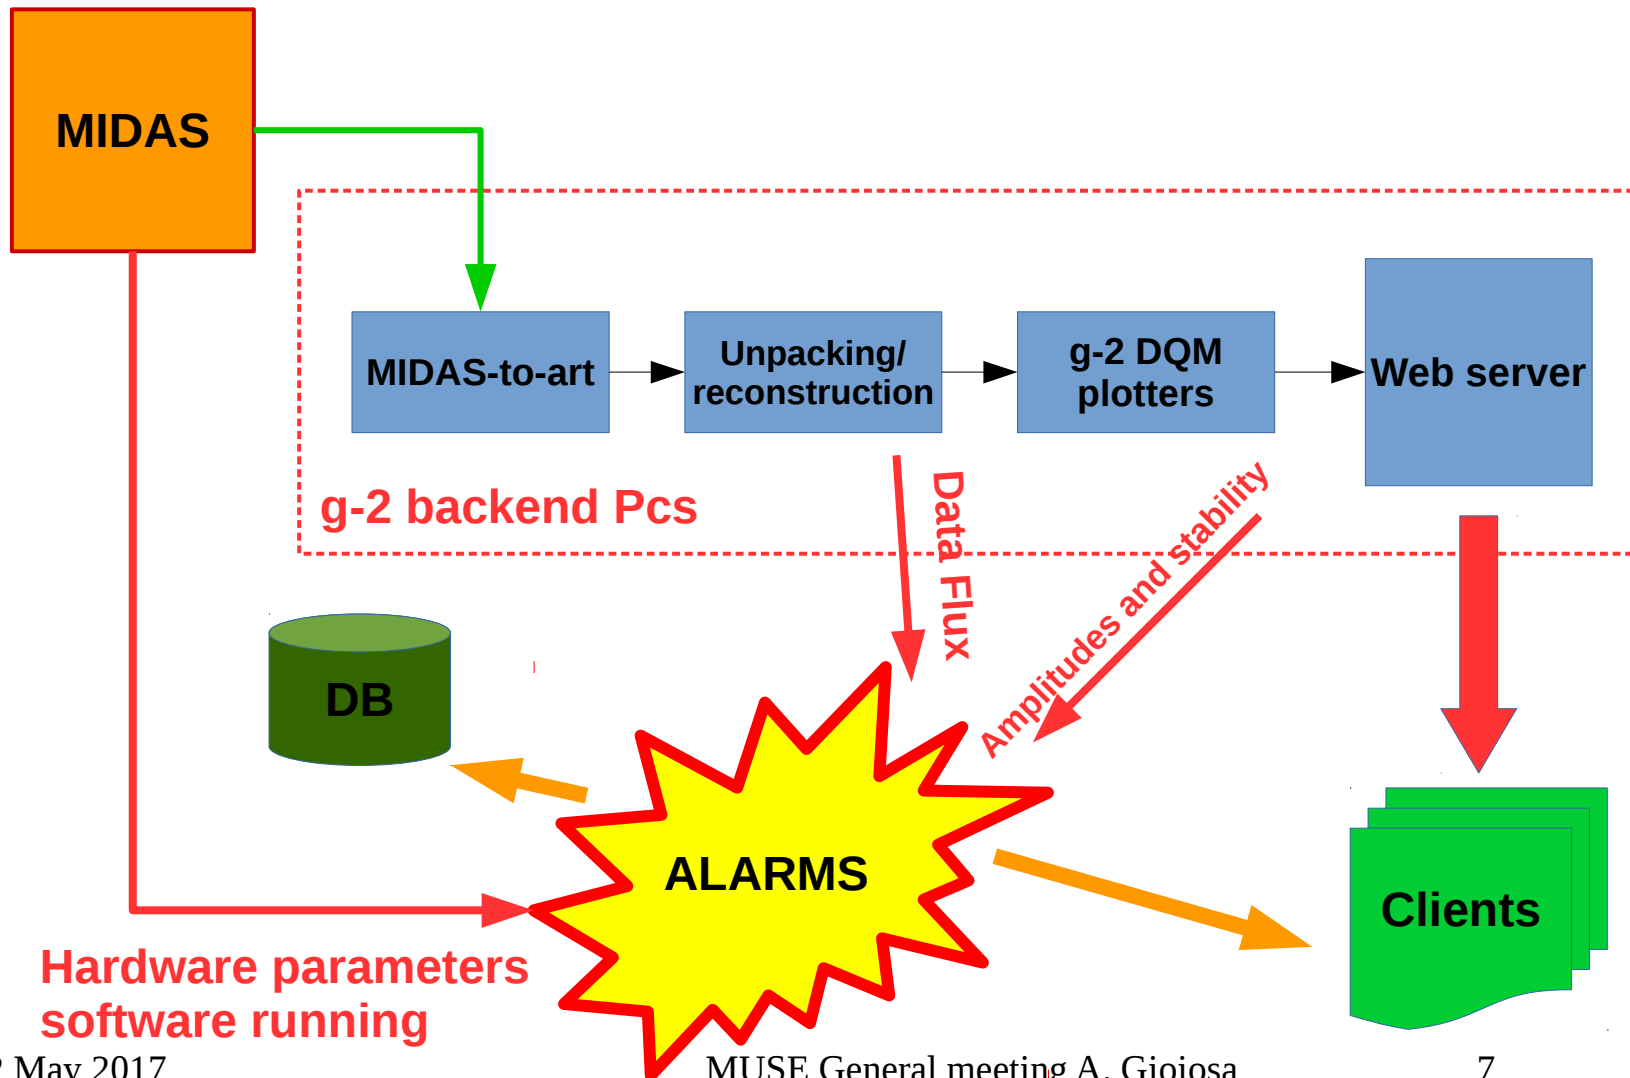 MIDAS
MIDAS-to-art
Unpacking/
reconstruction
g-2 DQM
plotters
Web server
g-2 backend Pcs
Data Flux
Amplitudes and stability
DB
ALARMS
Clients
Hardware parameters
software running
May 2017
MUSE General meeting A. Gioiosa
7